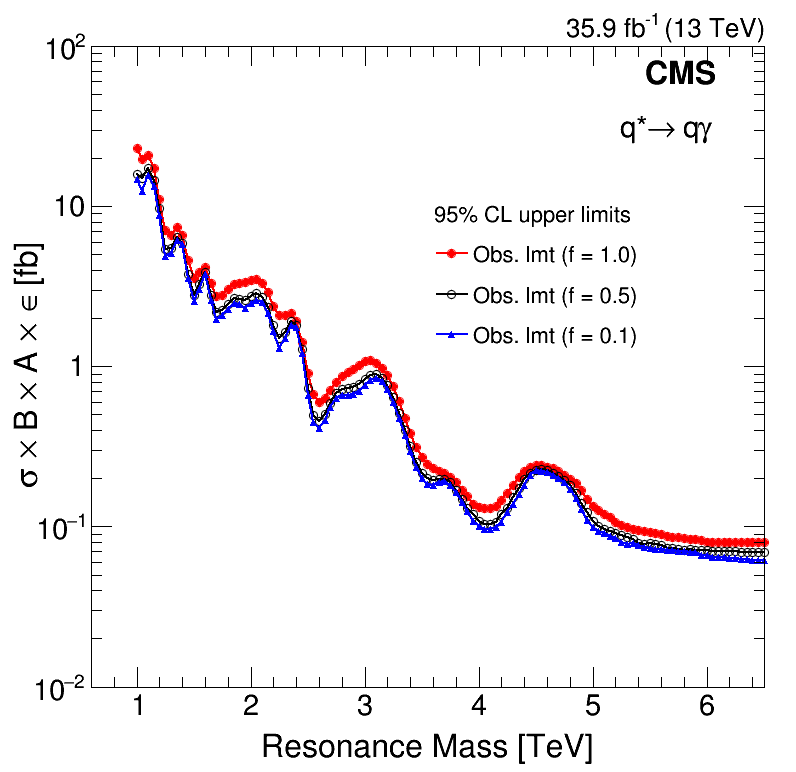 35.9 fb⁻¹ (13 TeV)
10²
CMS
q*→ qγ
95% CL upper limits
Obs. lmt (f = 1.0)
Obs. lmt (f = 0.5)
Obs. lmt (f = 0.1)
10
1
10⁻¹
10⁻²
σ × B × A × ϵ [fb]
1 2 3 4 5 6
Resonance Mass [TeV]